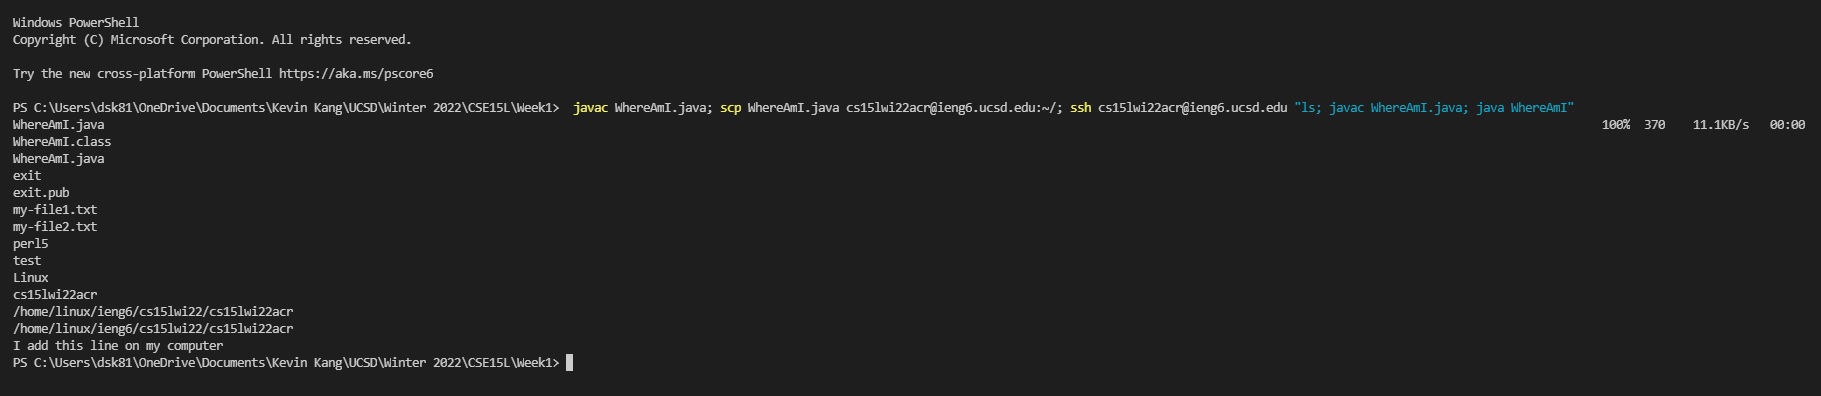 Windows PowerShell
Copyright (C) Microsoft Corporation. All rights reserved.
Try the new cross-platform PowerShell https://aka.ms/pscore6
PS C:\Users\dsk81\OneDrive\Documents\Kevin Kang\UCSD\Winter 2022\CSE15L\Week1>  javac WhereAmI.java; scp WhereAmI.java cs15lwi22acr@ieng6.ucsd.edu:~/; ssh cs15lwi22acr@ieng6.ucsd.edu "ls; javac WhereAmI.java; java WhereAmI"
WhereAmI.java 100% 370 11.1KB/s 00:00
WhereAmI.class
WhereAmI.java
exit
exit.pub
my-file1.txt
my-file2.txt
perl5
test
Linux
cs15lwi22acr
/home/linux/ieng6/cs15lwi22/cs15lwi22acr
/home/linux/ieng6/cs15lwi22/cs15lwi22acr
I add this line on my computer
PS C:\Users\dsk81\OneDrive\Documents\Kevin Kang\UCSD\Winter 2022\CSE15L\Week1>